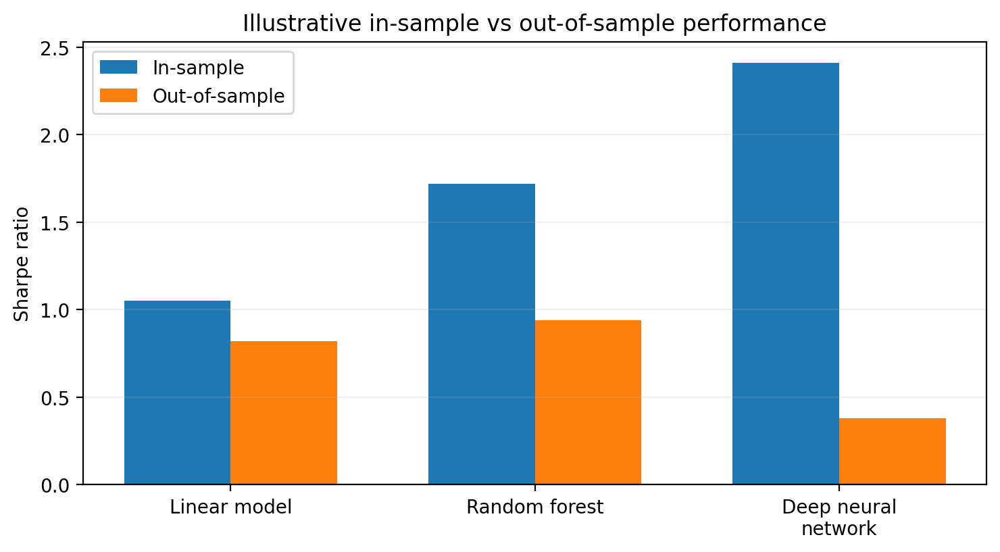 Illustrative in-sample vs out-of-sample performance
In-sample
Out-of-sample
Sharpe ratio
2.5
2.0
1.5
1.0
0.5
0.0
Linear model
Random forest
Deep neural
network